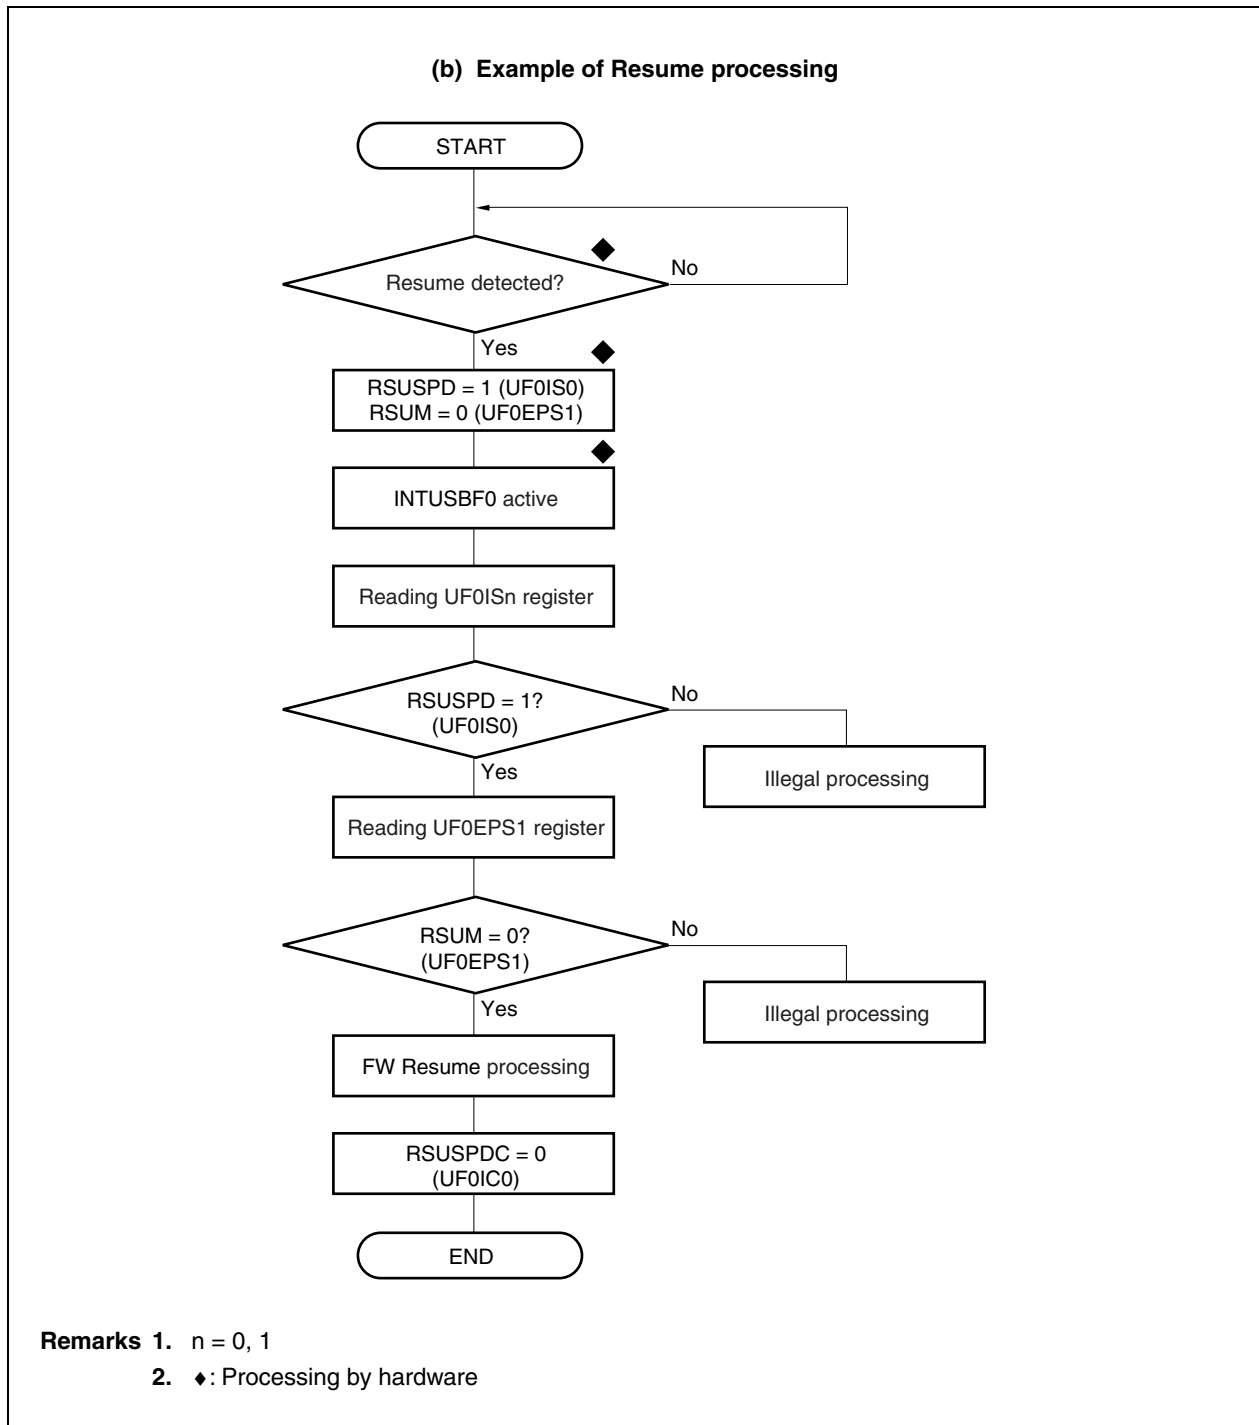 (b) Example of Resume processing
START
Resume detected?
No
Yes
RSUSPD = 1 (UF0IS0)
RSUM = 0 (UF0EPS1)
INTUSBF0 active
Reading UF0ISn register
RSUSPD = 1?
(UF0IS0)
No
Illegal processing
Yes
Reading UF0EPS1 register
RSUM = 0?
(UF0EPS1)
No
Illegal processing
Yes
FW Resume processing
RSUSPDC = 0
(UF0IC0)
END
Remarks 1. n = 0, 1
2. ♦: Processing by hardware